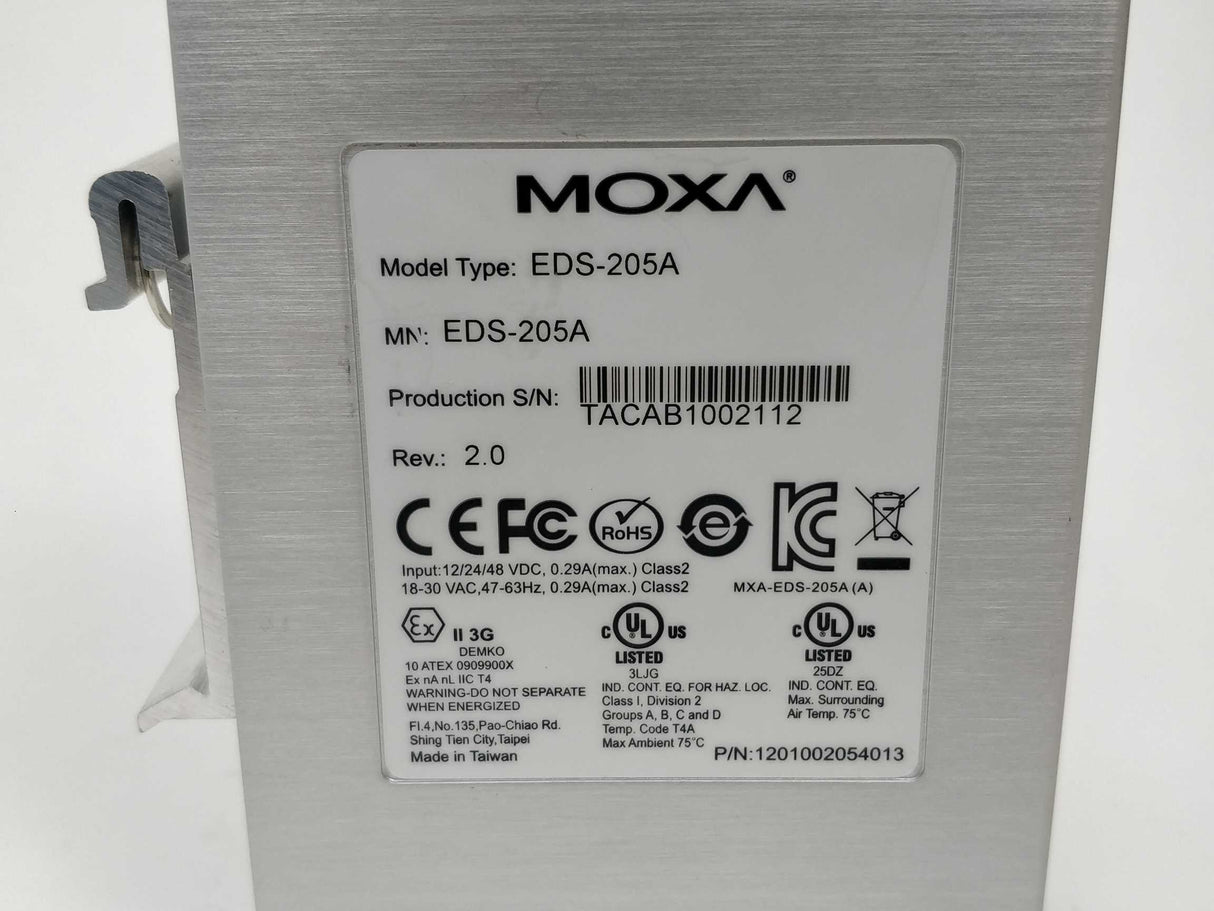 MOXA®
Model Type: EDS-205A
MN: EDS-205A
Production S/N:
TACAB1002112
Rev.: 2.0
CE FC RoHS e KC
Input:12/24/48 VDC, 0.29A(max.) Class2
18-30 VAC,47-63Hz, 0.29A(max.) Class2
MXA-EDS-205A (A)
Ex II 3G
DEMKO
10 ATEX 0909900X
Ex nA nL IIC T4
WARNING-DO NOT SEPARATE
WHEN ENERGIZED
Fl.4,No.135,Pao-Chiao Rd.
Shing Tien City,Taipei
Made in Taiwan
C UL ® US
LISTED
3LJG
IND. CONT. EQ. FOR HAZ. LOC.
Class I, Division 2
Groups A, B, C and D
Temp. Code T4A
Max Ambient 75°C
C UL ® US
LISTED
25DZ
IND. CONT. EQ.
Max. Surrounding
Air Temp. 75°C
P/N:1201002054013